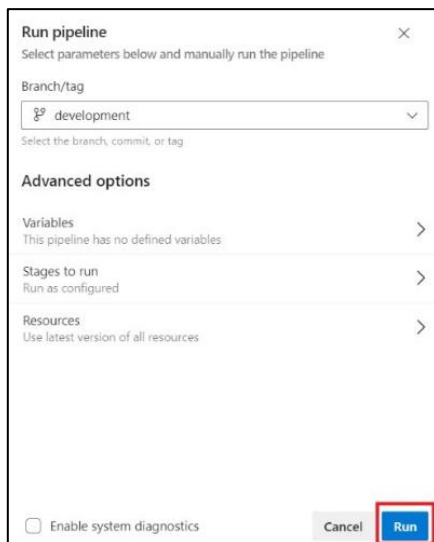 Run pipeline
Select parameters below and manually run the pipeline
Branch/tag
development
Select the branch, commit, or tag
Advanced options
Variables
This pipeline has no defined variables
Stages to run
Run as configured
Resources
Use latest version of all resources
Enable system diagnostics
Cancel
Run